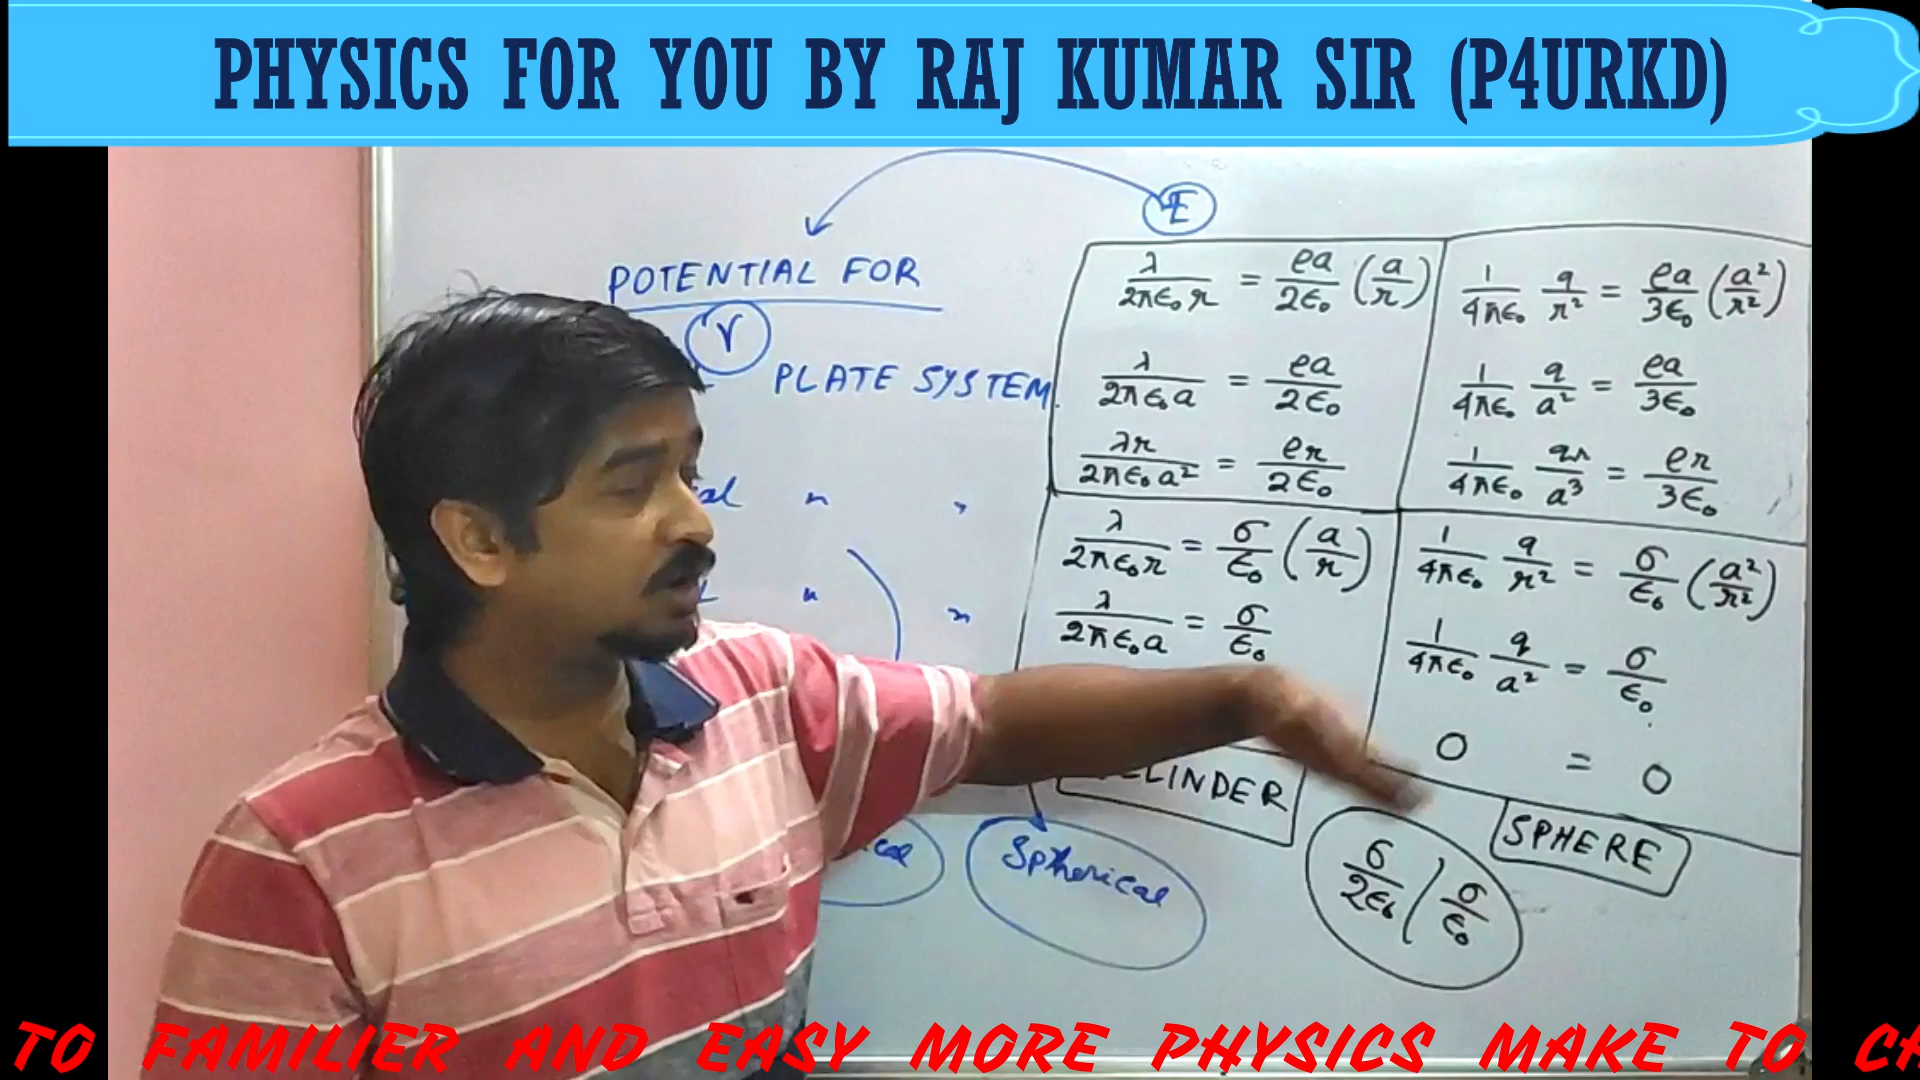 PHYSICS FOR YOU BY RAJ KUMAR SIR (P4URKD)
E
POTENTIAL FOR
V
PLATE SYSTEM
λ/2πε₀r = ρa/2ε₀ (a/r)
λ/2πε₀a = ρa/2ε₀
λr/2πε₀a² = ρr/2ε₀
1/4πε₀ q/r² = ρa/3ε₀ (a²/r²)
1/4πε₀ q/a² = ρa/3ε₀
1/4πε₀ qr/a³ = ρr/3ε₀
λ/2πε₀r = σ/ε₀ (a/r)
λ/2πε₀a = σ/ε₀
1/4πε₀ q/r² = σ/ε₀ (a²/r²)
1/4πε₀ q/a² = σ/ε₀
0 = 0
LINDER
SPHERE
Spherical
σ/2ε₀ / σ/ε₀
TO FAMILIER AND EASY MORE PHYSICS MAKE TO CH